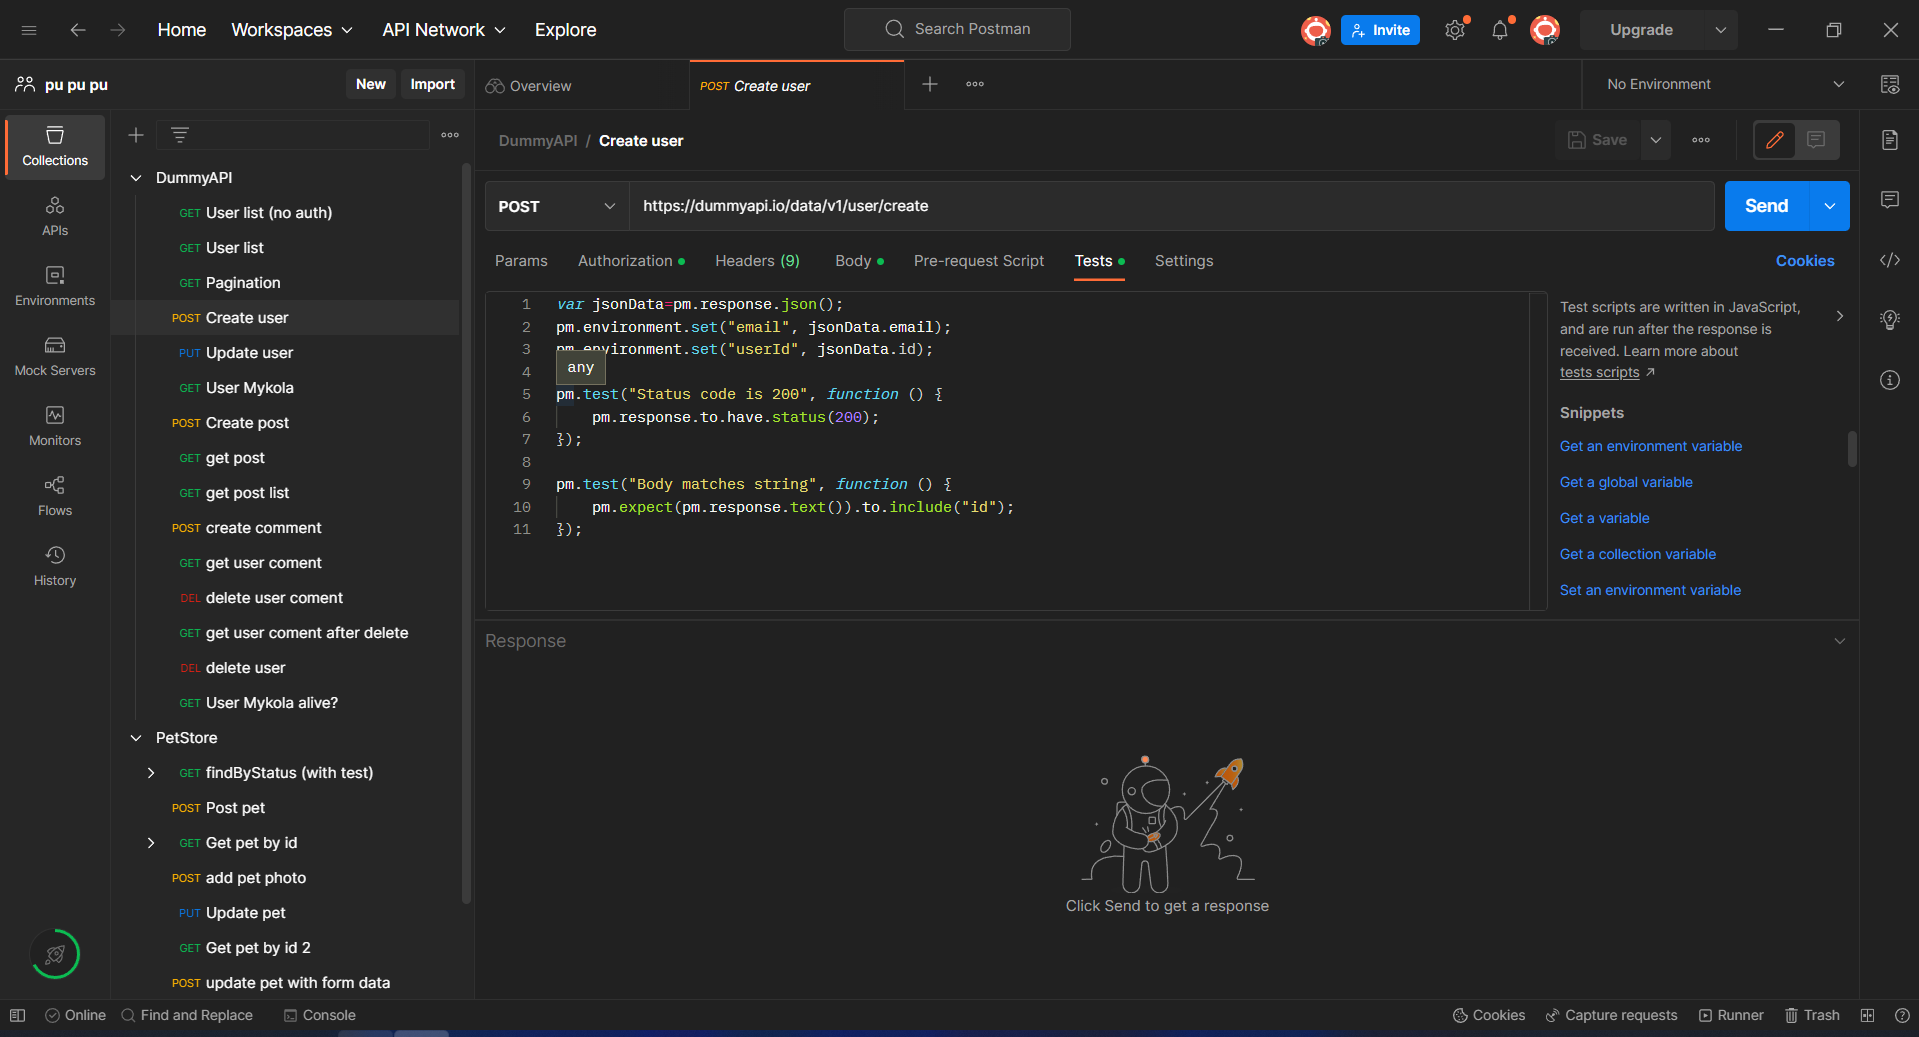 Home Workspaces API Network Explore Search Postman Invite Upgrade
pu pu pu New Import Overview POST Create user No Environment
Collections
APIs
Environments
Mock Servers
Monitors
Flows
History
DummyAPI
GET User list (no auth)
GET User list
GET Pagination
POST Create user
PUT Update user
GET User Mykola
POST Create post
GET get post
GET get post list
POST create comment
GET get user coment
DEL delete user coment
GET get user coment after delete
DEL delete user
GET User Mykola alive?
PetStore
GET findByStatus (with test)
POST Post pet
GET Get pet by id
POST add pet photo
PUT Update pet
GET Get pet by id 2
POST update pet with form data
DummyAPI / Create user Save
POST https://dummyapi.io/data/v1/user/create Send
Params Authorization Headers (9) Body Pre-request Script Tests Settings Cookies
1 var jsonData=pm.response.json();
2 pm.environment.set("email", jsonData.email);
3 pm.environment.set("userId", jsonData.id);
4 any
5 pm.test("Status code is 200", function () {
6 pm.response.to.have.status(200);
7 });
8
9 pm.test("Body matches string", function () {
10 pm.expect(pm.response.text()).to.include("id");
11 });
Test scripts are written in JavaScript,
and are run after the response is
received. Learn more about
tests scripts ↗
Snippets
Get an environment variable
Get a global variable
Get a variable
Get a collection variable
Set an environment variable
Response
Click Send to get a response
Online Find and Replace Console Cookies Capture requests Runner Trash